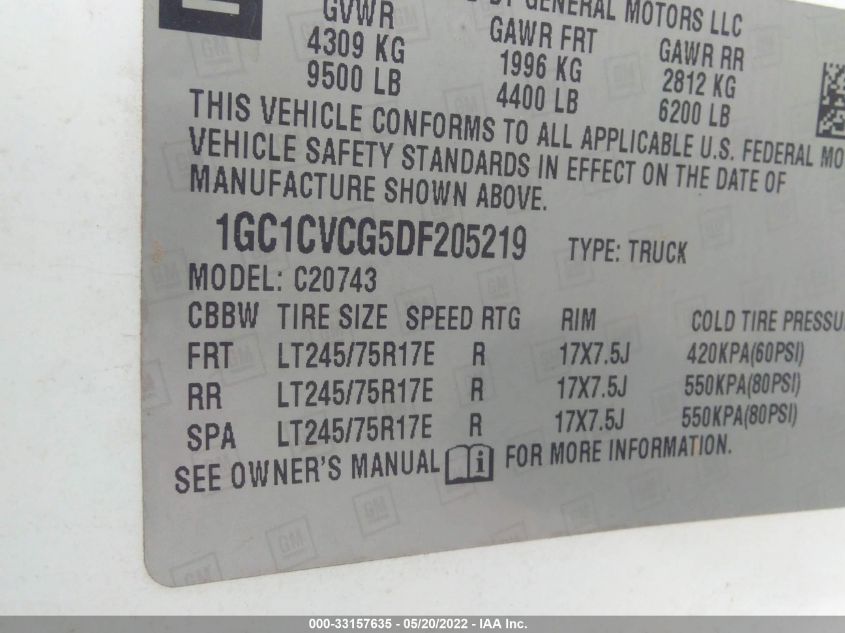 BY GENERAL MOTORS LLC
GVWR GAWR FRT GAWR RR
4309 KG 1996 KG 2812 KG
9500 LB 4400 LB 6200 LB
THIS VEHICLE CONFORMS TO ALL APPLICABLE U.S. FEDERAL MO
VEHICLE SAFETY STANDARDS IN EFFECT ON THE DATE OF
MANUFACTURE SHOWN ABOVE.
1GC1CVCG5DF205219 TYPE: TRUCK
MODEL: C20743
CBBW TIRE SIZE SPEED RTG RIM COLD TIRE PRESSU
FRT LT245/75R17E R 17X7.5J 420KPA(60PSI)
RR LT245/75R17E R 17X7.5J 550KPA(80PSI)
SPA LT245/75R17E R 17X7.5J 550KPA(80PSI)
SEE OWNER'S MANUAL i FOR MORE INFORMATION.
GM
000-33157635 - 05/20/2022 - IAA Inc.